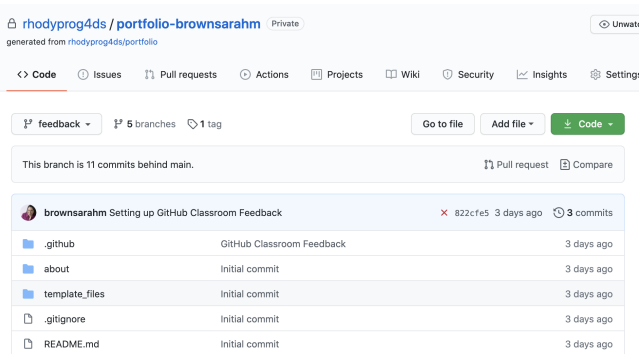 rhodyprog4ds / portfolio-brownsarahm Private
generated from rhodyprog4ds/portfolio
Code Issues Pull requests Actions Projects Wiki Security Insights Settings
feedback 5 branches 1 tag Go to file Add file Code
This branch is 11 commits behind main. Pull request Compare
brownsarahm Setting up GitHub Classroom Feedback 822cfe5 3 days ago 3 commits
.github GitHub Classroom Feedback 3 days ago
about Initial commit 3 days ago
template_files Initial commit 3 days ago
.gitignore Initial commit 3 days ago
README.md Initial commit 3 days ago